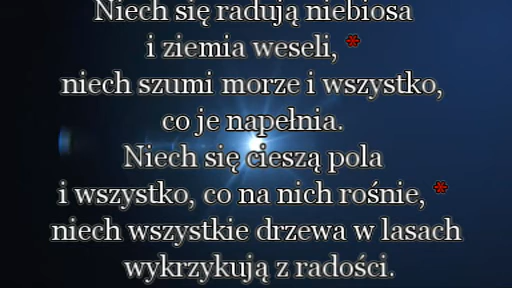 Niech się radują niebiosa
i ziemia weseli, *
niech szumi morze i wszystko,
co je napełnia.
Niech się cieszą pola
i wszystko, co na nich rośnie, *
niech wszystkie drzewa w lasach
wykrzykują z radości.